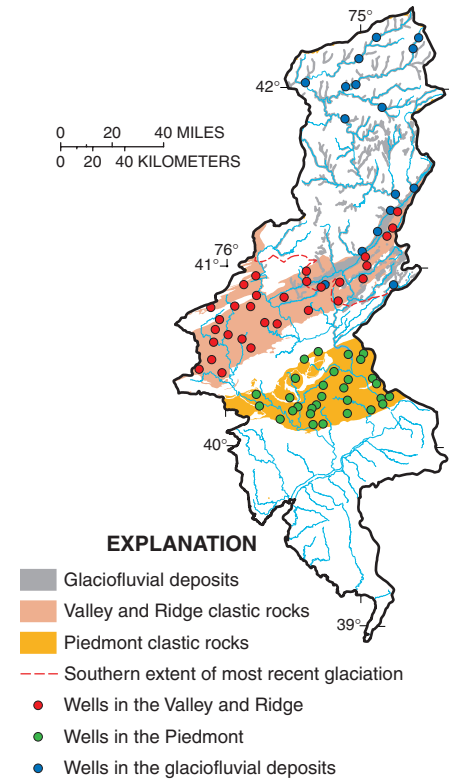 75°
42°
0 20 40 MILES
0 20 40 KILOMETERS
76°
41°
40°
39°
EXPLANATION
Glaciofluvial deposits
Valley and Ridge clastic rocks
Piedmont clastic rocks
Southern extent of most recent glaciation
Wells in the Valley and Ridge
Wells in the Piedmont
Wells in the glaciofluvial deposits